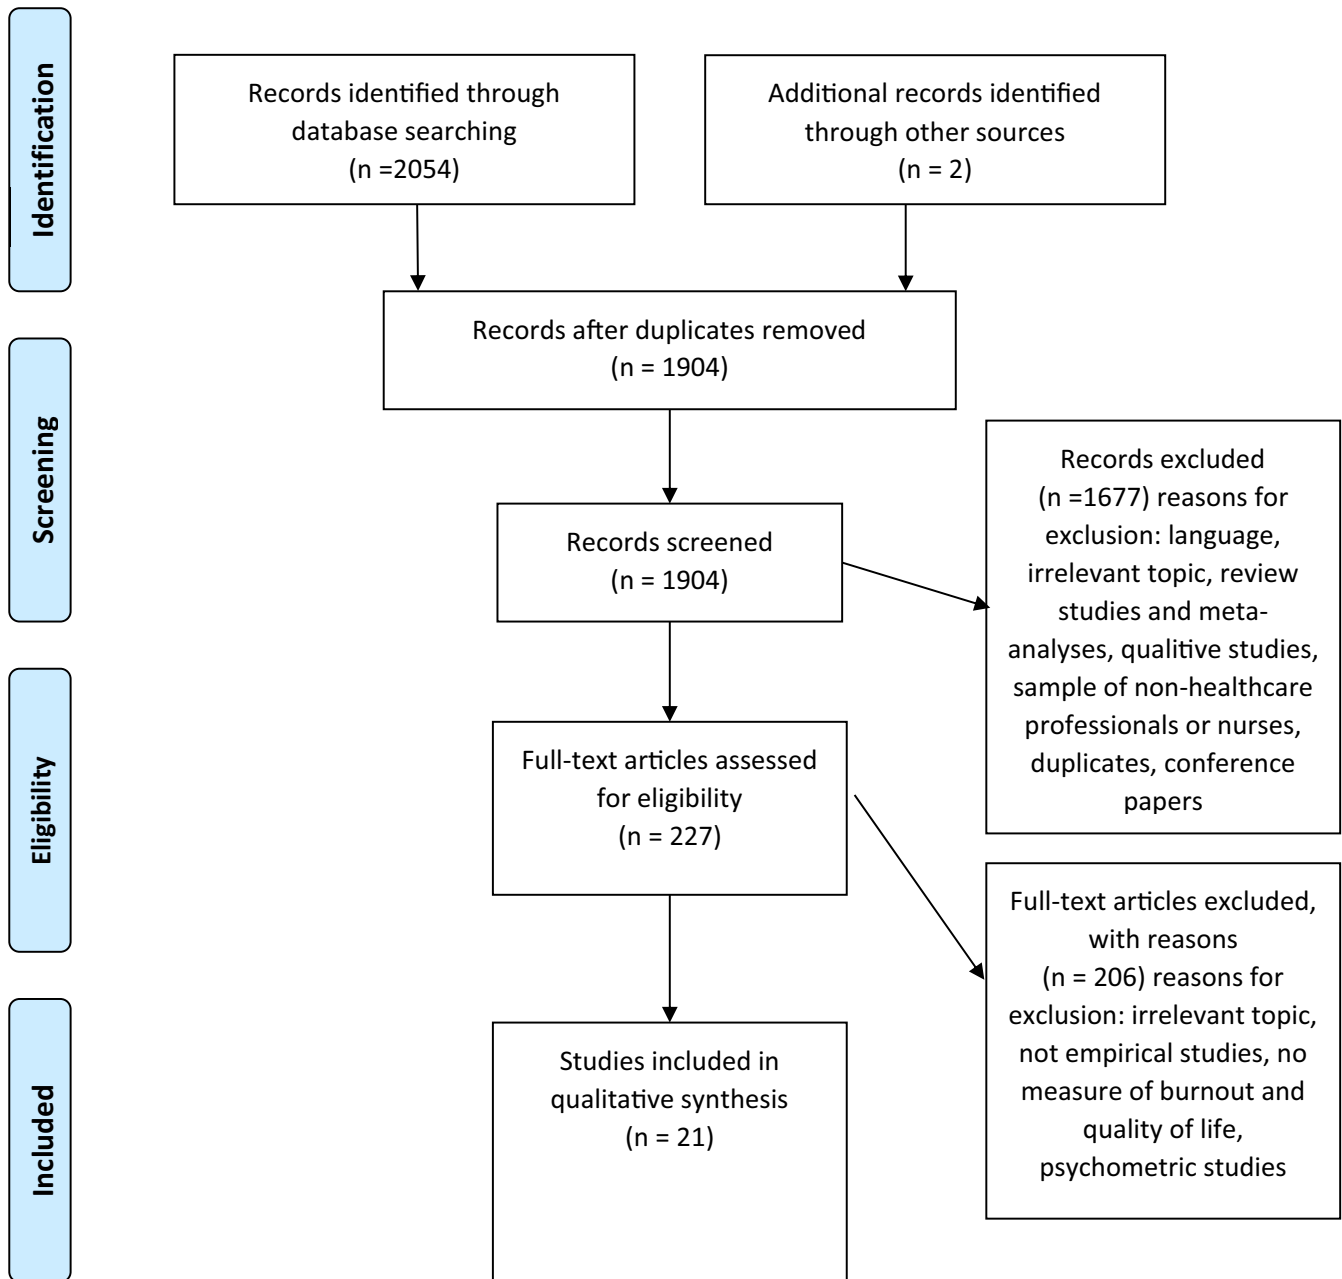 Identification
Records identified through
database searching
(n =2054)
Additional records identified
through other sources
(n = 2)
Records after duplicates removed
(n = 1904)
Screening
Records screened
(n = 1904)
Records excluded
(n =1677) reasons for
exclusion: language,
irrelevant topic, review
studies and meta-
analyses, qualitive studies,
sample of non-healthcare
professionals or nurses,
duplicates, conference
papers
Eligibility
Full-text articles assessed
for eligibility
(n = 227)
Full-text articles excluded,
with reasons
(n = 206) reasons for
exclusion: irrelevant topic,
not empirical studies, no
measure of burnout and
quality of life,
psychometric studies
Included
Studies included in
qualitative synthesis
(n = 21)